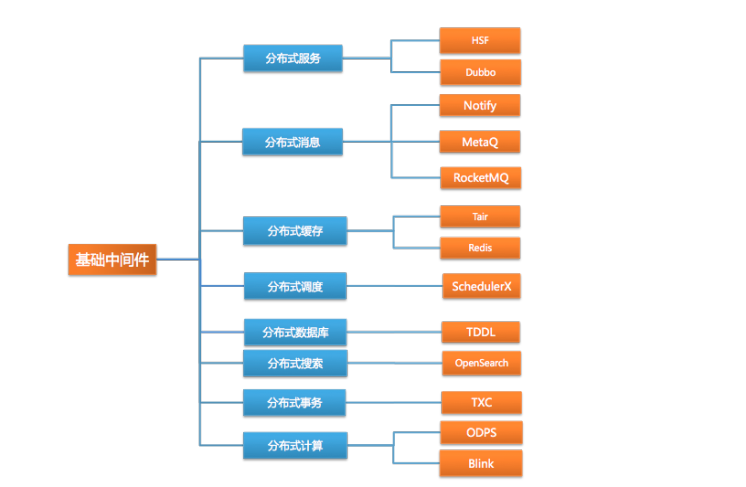 基础中间件
分布式服务
HSF
Dubbo
分布式消息
Notify
MetaQ
RocketMQ
分布式缓存
Tair
Redis
分布式调度
SchedulerX
分布式数据库
TDDL
分布式搜索
OpenSearch
分布式事务
TXC
分布式计算
ODPS
Blink